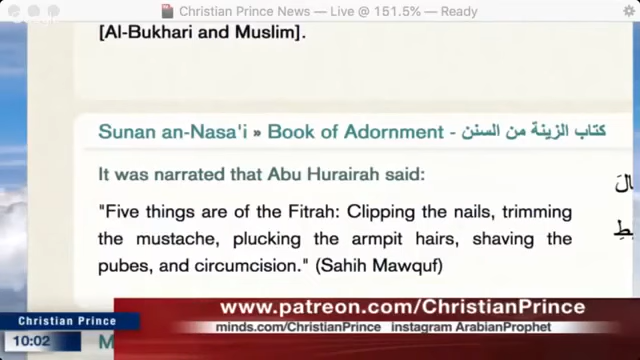 Christian Prince News — Live @ 151.5% — Ready
[Al-Bukhari and Muslim].
Sunan an-Nasa'i » Book of Adornment - كتاب الزينة من السنن
It was narrated that Abu Hurairah said:
"Five things are of the Fitrah: Clipping the nails, trimming
the mustache, plucking the armpit hairs, shaving the
pubes, and circumcision." (Sahih Mawquf)
www.patreon.com/ChristianPrince
Christian Prince
minds.com/ChristianPrince instagram ArabianProphet
10:02